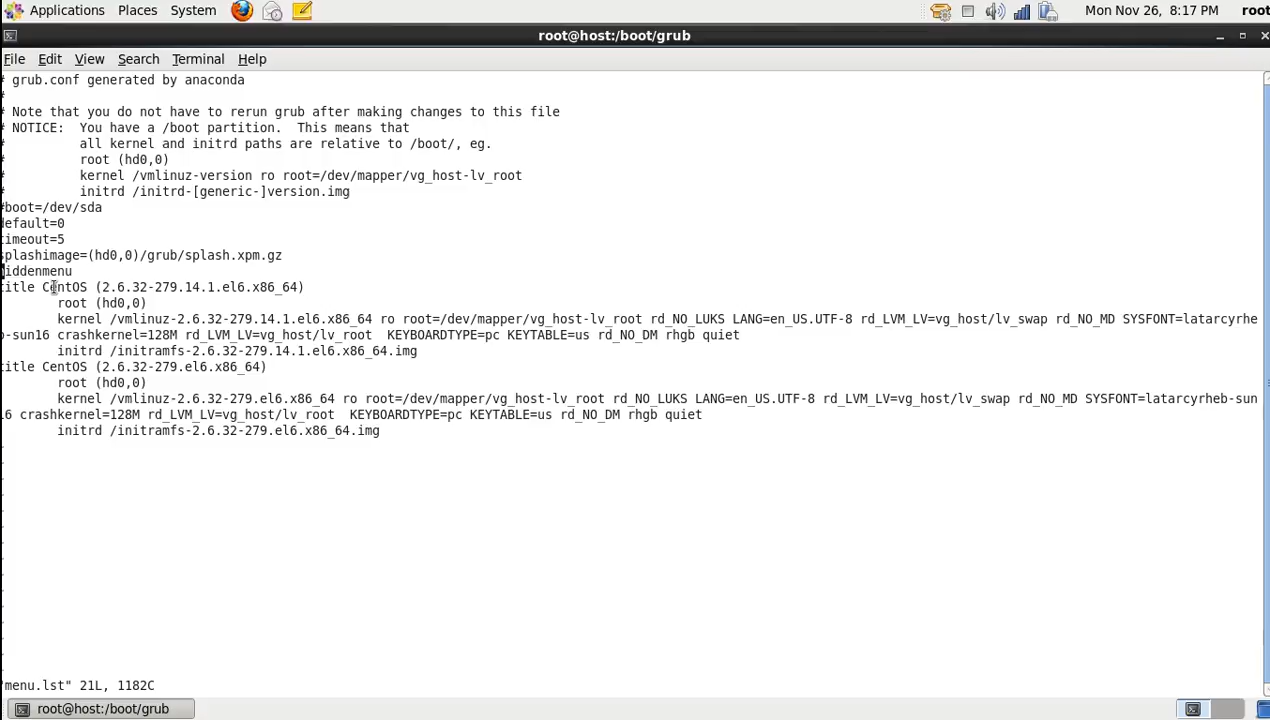 Applications Places System Mon Nov 26, 8:17 PM root
root@host:/boot/grub
File Edit View Search Terminal Help
# grub.conf generated by anaconda
#
# Note that you do not have to rerun grub after making changes to this file
# NOTICE:  You have a /boot partition.  This means that
#          all kernel and initrd paths are relative to /boot/, eg.
#          root (hd0,0)
#          kernel /vmlinuz-version ro root=/dev/mapper/vg_host-lv_root
#          initrd /initrd-[generic-]version.img
#boot=/dev/sda
default=0
timeout=5
splashimage=(hd0,0)/grub/splash.xpm.gz
hiddenmenu
title CentOS (2.6.32-279.14.1.el6.x86_64)
root (hd0,0)
kernel /vmlinuz-2.6.32-279.14.1.el6.x86_64 ro root=/dev/mapper/vg_host-lv_root rd_NO_LUKS LANG=en_US.UTF-8 rd_LVM_LV=vg_host/lv_swap rd_NO_MD SYSFONT=latarcyrhe
b-sun16 crashkernel=128M rd_LVM_LV=vg_host/lv_root  KEYBOARDTYPE=pc KEYTABLE=us rd_NO_DM rhgb quiet
initrd /initramfs-2.6.32-279.14.1.el6.x86_64.img
title CentOS (2.6.32-279.el6.x86_64)
root (hd0,0)
kernel /vmlinuz-2.6.32-279.el6.x86_64 ro root=/dev/mapper/vg_host-lv_root rd_NO_LUKS LANG=en_US.UTF-8 rd_LVM_LV=vg_host/lv_swap rd_NO_MD SYSFONT=latarcyrheb-sun
16 crashkernel=128M rd_LVM_LV=vg_host/lv_root  KEYBOARDTYPE=pc KEYTABLE=us rd_NO_DM rhgb quiet
initrd /initramfs-2.6.32-279.el6.x86_64.img
"menu.lst" 21L, 1182C
root@host:/boot/grub